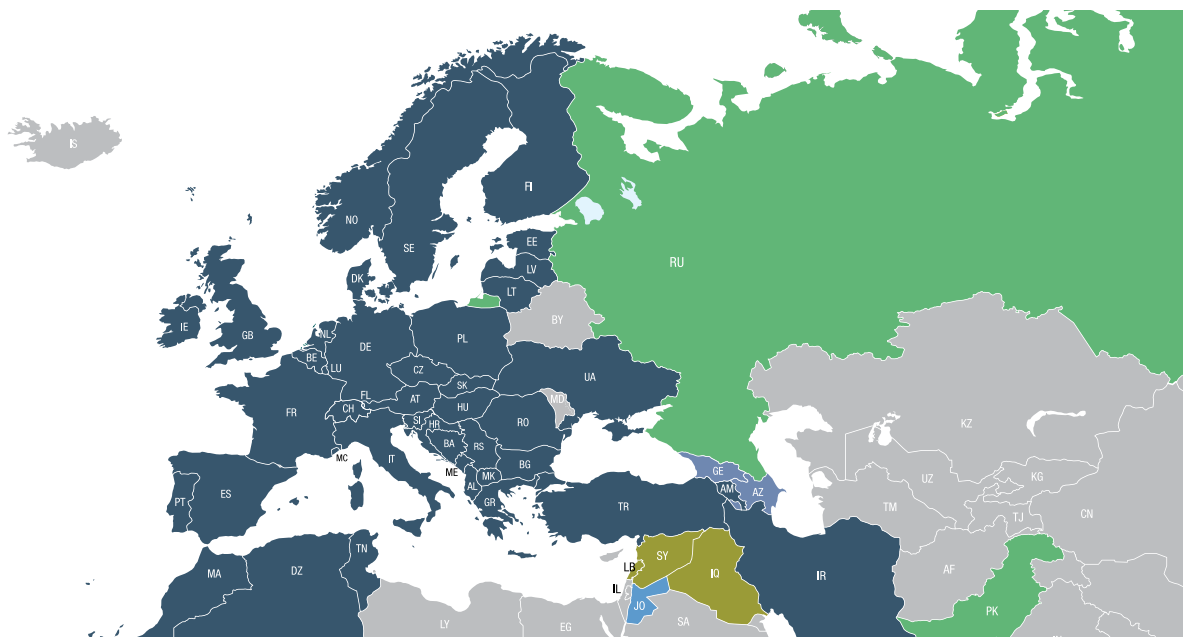 IS
NO
SE
FI
EE
LV
LT
DK
RU
IE
GB
NL
BE
LU
DE
PL
BY
CZ
SK
UA
FL
CH
AT
HU
MD
FR
SI
HR
RO
BA
RS
MC
IT
ME
BG
AL
MK
GR
PT
ES
TR
GE
AM
AZ
KZ
UZ
KG
TM
TJ
CN
MA
DZ
TN
LB
SY
IQ
IL
JO
IR
AF
PK
LY
EG
SA